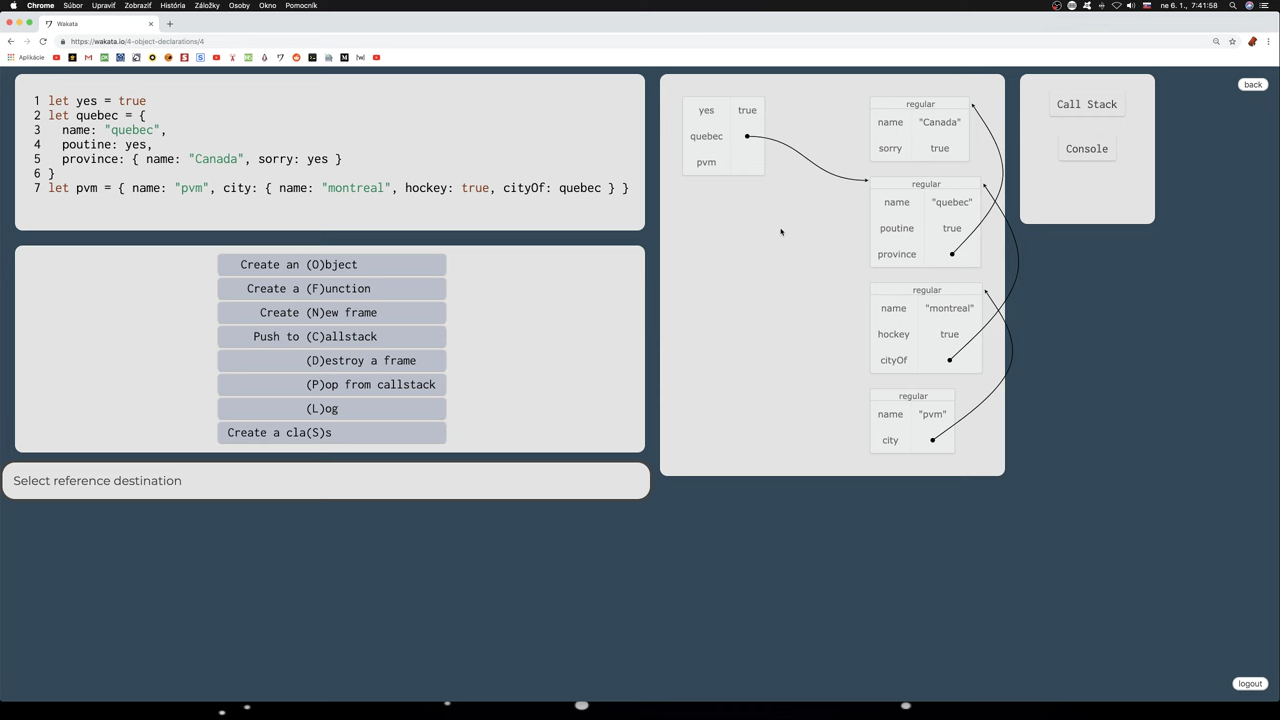 Chrome Súbor Upraviť Zobraziť História Záložky Osoby Okno Pomocník
ne 6. 1., 7:41:58
Wakata
https://wakata.io/4-object-declarations/4
Aplikácie
back
1 let yes = true
2 let quebec = {
3 name: "quebec",
4 poutine: yes,
5 province: { name: "Canada", sorry: yes }
6 }
7 let pvm = { name: "pvm", city: { name: "montreal", hockey: true, cityOf: quebec } }
Create an (O)bject
Create a (F)unction
Create (N)ew frame
Push to (C)allstack
(D)estroy a frame
(P)op from callstack
(L)og
Create a cla(S)s
Select reference destination
yes true
quebec
pvm
regular
name "Canada"
sorry true
regular
name "quebec"
poutine true
province
regular
name "montreal"
hockey true
cityOf
regular
name "pvm"
city
Call Stack
Console
logout